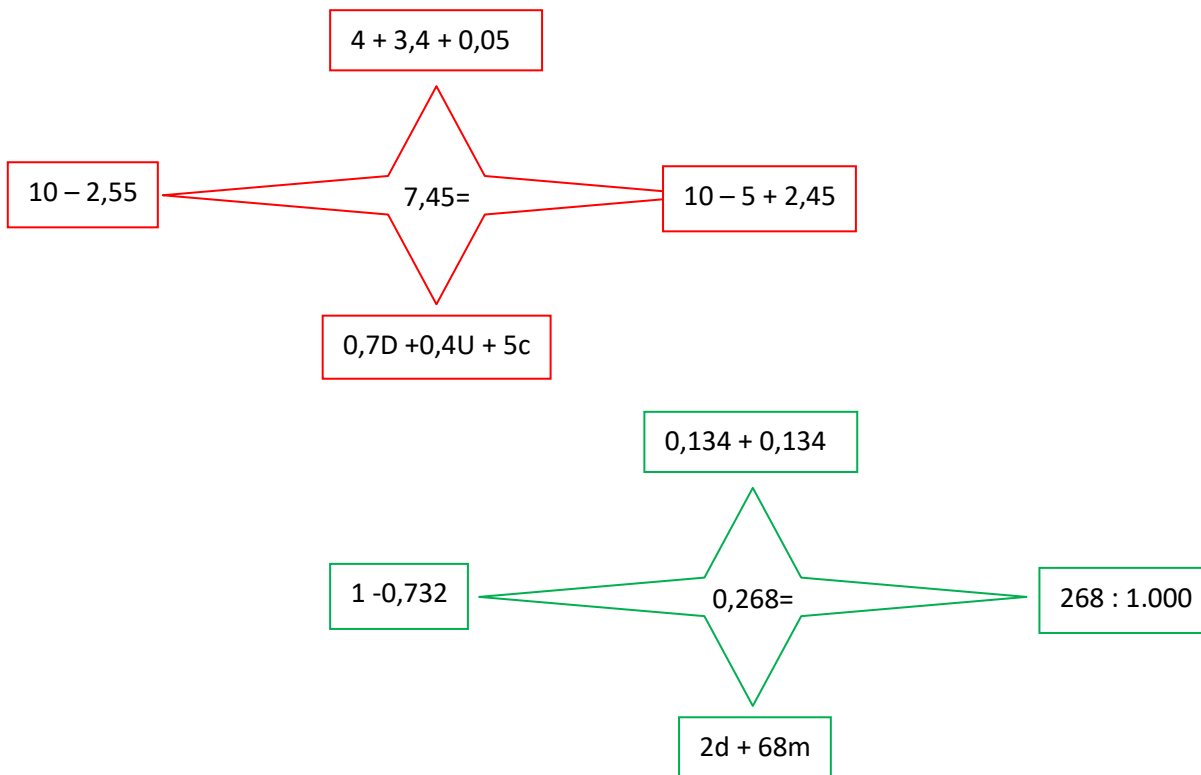 4 + 3,4 + 0,05
10 – 2,55
7,45=
10 – 5 + 2,45
0,7D +0,4U + 5c
0,134 + 0,134
1 -0,732
0,268=
268 : 1.000
2d + 68m